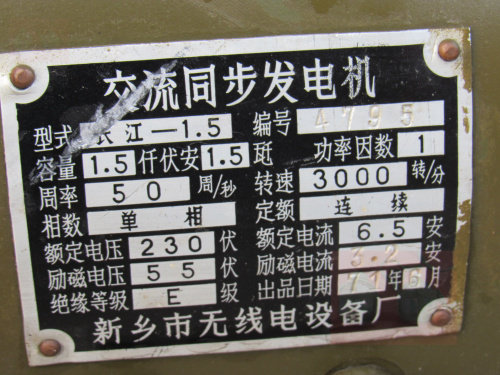 交流同步发电机
型式 长江—1.5 编号 4795
容量 1.5 仟伏安 1.5 瓩 功率因数 1
周率 50 周/秒 转速 3000 转/分
相数 单相 定额 连续
额定电压 230 伏 额定电流 6.5 安
励磁电压 55 伏 励磁电流 3.2 安
绝缘等级 E 级 出品日期 71年6月
新乡市无线电设备厂